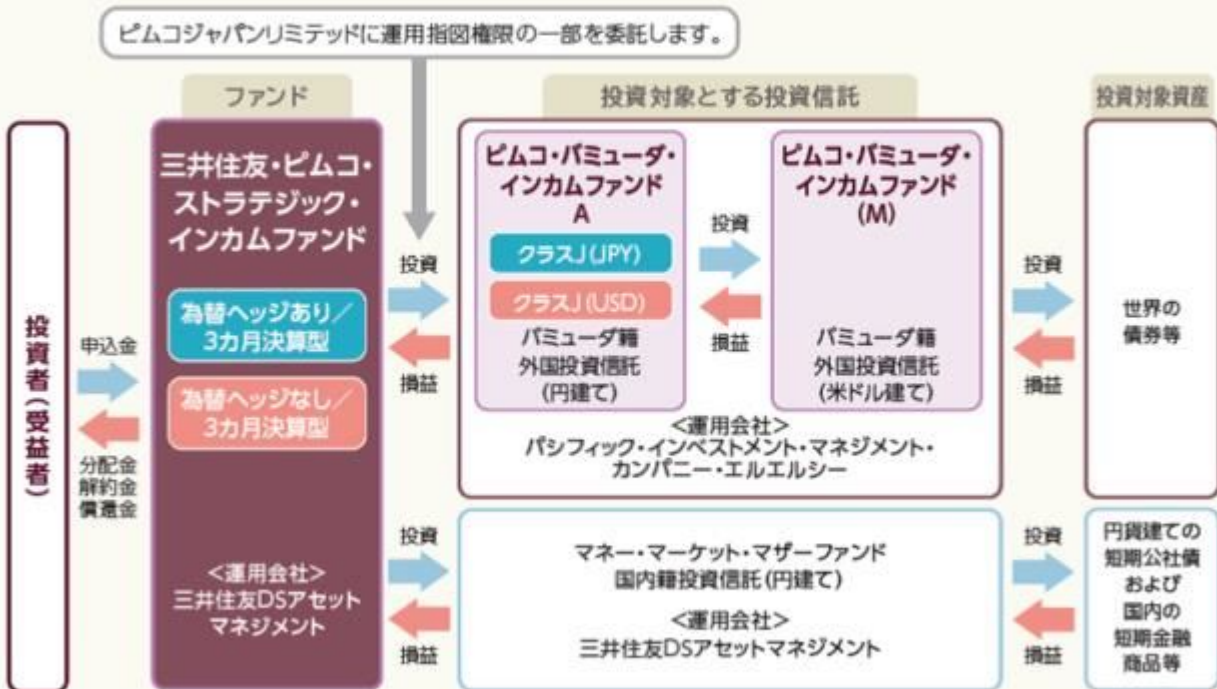 ピムコジャパンリミテッドに運用指図権限の一部を委託します。
ファンド
投資対象とする投資信託
投資対象資産
投資者(受益者)
申込金
分配金
解約金
償還金
三井住友・ピムコ・
ストラテジック・
インカムファンド
為替ヘッジあり／
3カ月決算型
為替ヘッジなし／
3カ月決算型
<運用会社>
三井住友DSアセット
マネジメント
投資
損益
ピムコ・バミューダ・
インカムファンド
A
クラスJ(JPY)
クラスJ(USD)
バミューダ籍
外国投資信託
(円建て)
投資
損益
ピムコ・バミューダ・
インカムファンド
(M)
バミューダ籍
外国投資信託
(米ドル建て)
<運用会社>
パシフィック・インベストメント・マネジメント・
カンパニー・エルエルシー
投資
損益
世界の
債券等
投資
損益
マネー・マーケット・マザーファンド
国内籍投資信託(円建て)
<運用会社>
三井住友DSアセットマネジメント
投資
損益
円貨建ての
短期公社債
および
国内の
短期金融
商品等